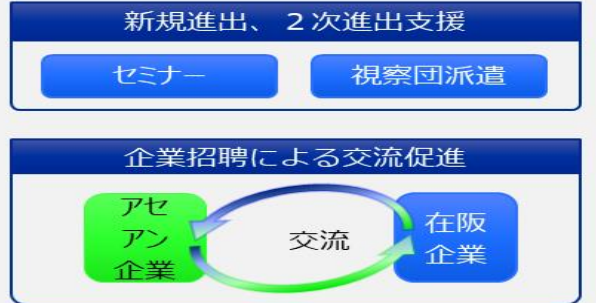 新規進出、２次進出支援
セミナー
視察団派遣
企業招聘による交流促進
アセ
アン
企業
交流
在阪
企業